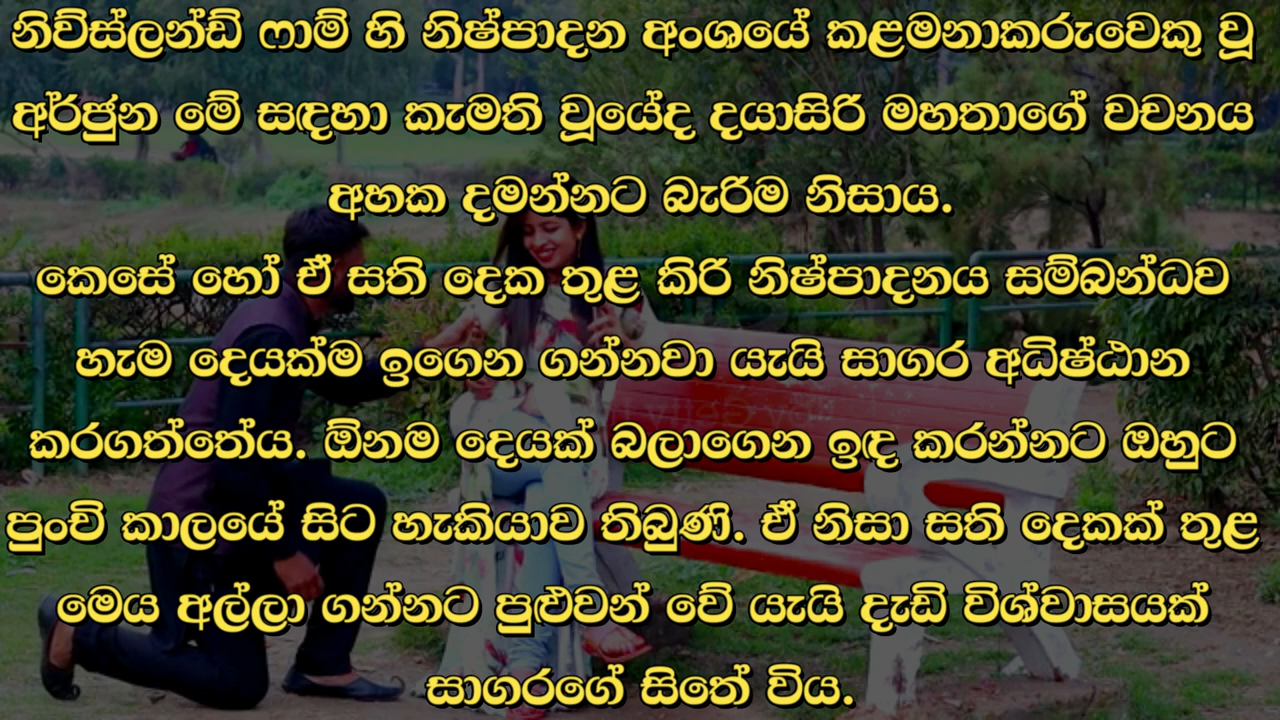 නිව්ස්ලන්ඩ් ෆාම් හි නිෂ්පාදන අංශයේ කළමනාකරුවෙකු වූ
අර්ජුන මේ සඳහා කැමති වූයේද දයාසිරි මහතාගේ වචනය
අහක දමන්නට බැරිම නිසාය.
කෙසේ හෝ ඒ සති දෙක තුළ කිරි නිෂ්පාදනය සම්බන්ධව
හැම දෙයක්ම ඉගෙන ගන්නවා යැයි සාගර අධිෂ්ඨාන
කරගත්තේය. ඕනම දෙයක් බලාගෙන ඉඳ කරන්නට ඔහුට
පුංචි කාලයේ සිට හැකියාව තිබුණි. ඒ නිසා සති දෙකක් තුළ
මෙය අල්ලා ගන්නට පුළුවන් වේ යැයි දැඩි විශ්වාසයක්
සාගරගේ සිතේ විය.